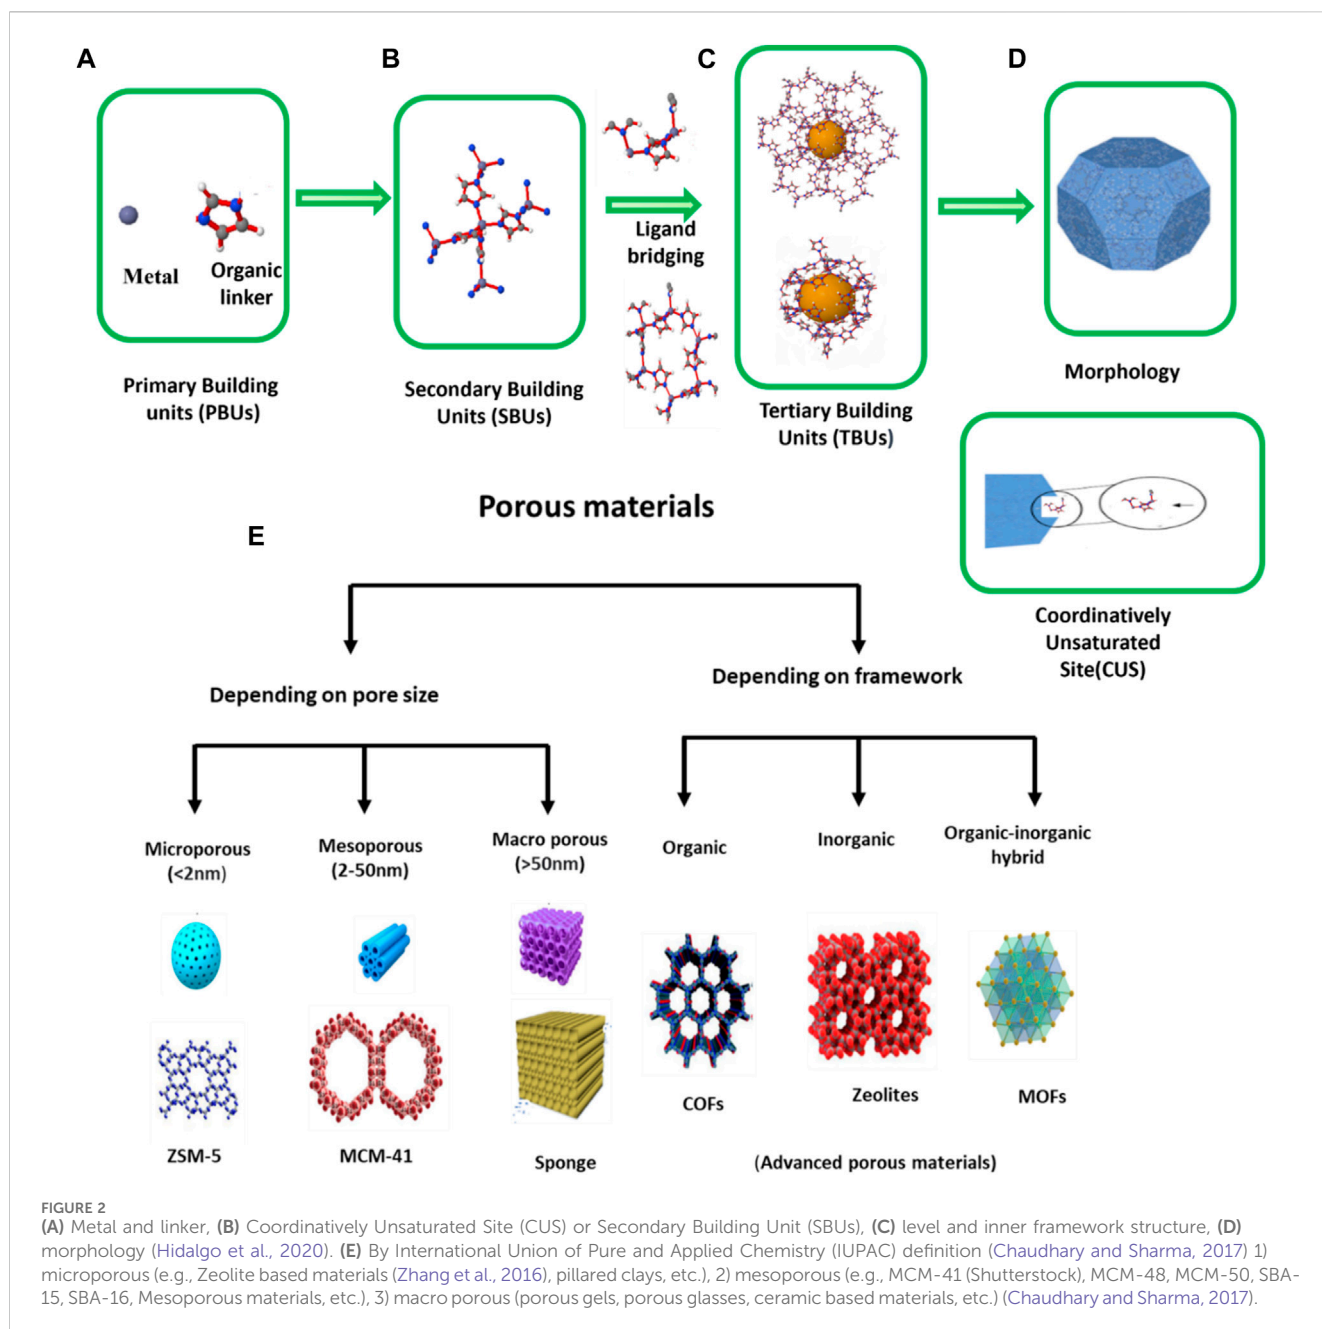 A
B
C
D
Metal
Organic
linker
Ligand
bridging
Primary Building
units (PBUs)
Secondary Building
Units (SBUs)
Tertiary Building
Units (TBUs)
Morphology
Coordinatively
Unsaturated
Site(CUS)
Porous materials
E
Depending on pore size
Depending on framework
Microporous
(<2nm)
Mesoporous
(2-50nm)
Macro porous
(>50nm)
Organic
Inorganic
Organic-inorganic
hybrid
ZSM-5
MCM-41
Sponge
COFs
Zeolites
MOFs
(Advanced porous materials)
FIGURE 2
(A) Metal and linker, (B) Coordinatively Unsaturated Site (CUS) or Secondary Building Unit (SBUs), (C) level and inner framework structure, (D)
morphology (Hidalgo et al., 2020). (E) By International Union of Pure and Applied Chemistry (IUPAC) definition (Chaudhary and Sharma, 2017) 1)
microporous (e.g., Zeolite based materials (Zhang et al., 2016), pillared clays, etc.), 2) mesoporous (e.g., MCM-41 (Shutterstock), MCM-48, MCM-50, SBA-
15, SBA-16, Mesoporous materials, etc.), 3) macro porous (porous gels, porous glasses, ceramic based materials, etc.) (Chaudhary and Sharma, 2017).